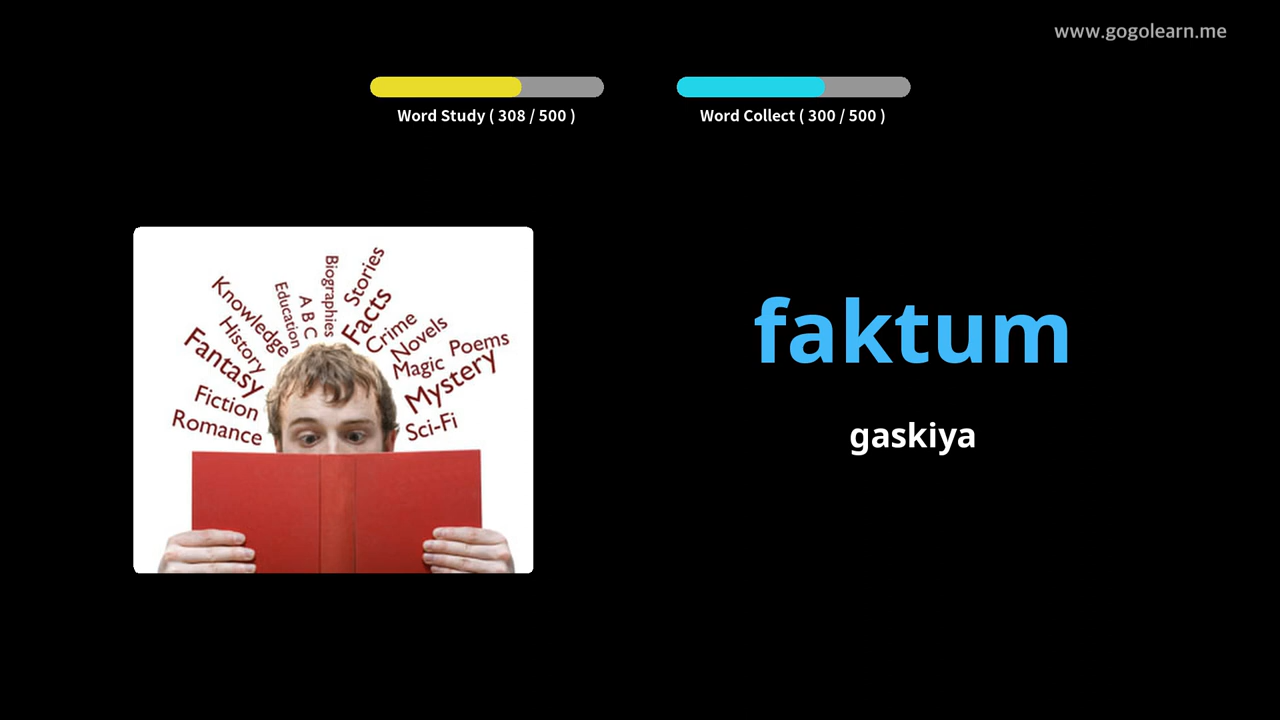 www.gogolearn.me
Word Study ( 308 / 500 )
Word Collect ( 300 / 500 )
Stories
Biographies
Facts
A B C
Education
Knowledge
History
Crime
Novels
Poems
Magic
Fantasy
Mystery
Fiction
Sci-Fi
Romance
faktum
gaskiya